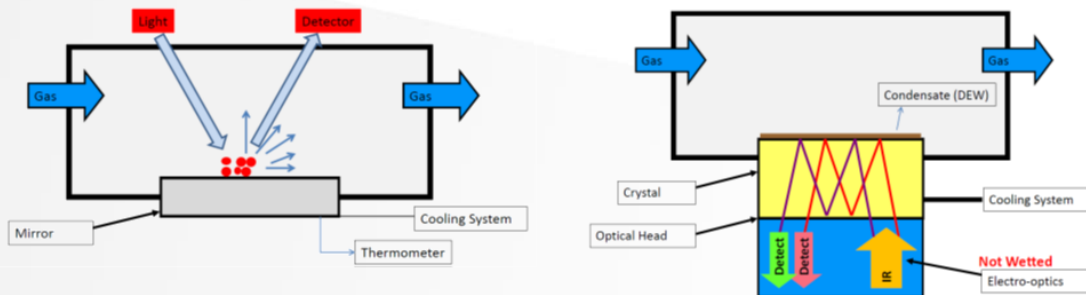 Light
Detector
Gas
Gas
Mirror
Cooling System
Thermometer
Gas
Gas
Condensate (DEW)
Crystal
Cooling System
Optical Head
Detect
Detect
IR
Not Wetted
Electro-optics